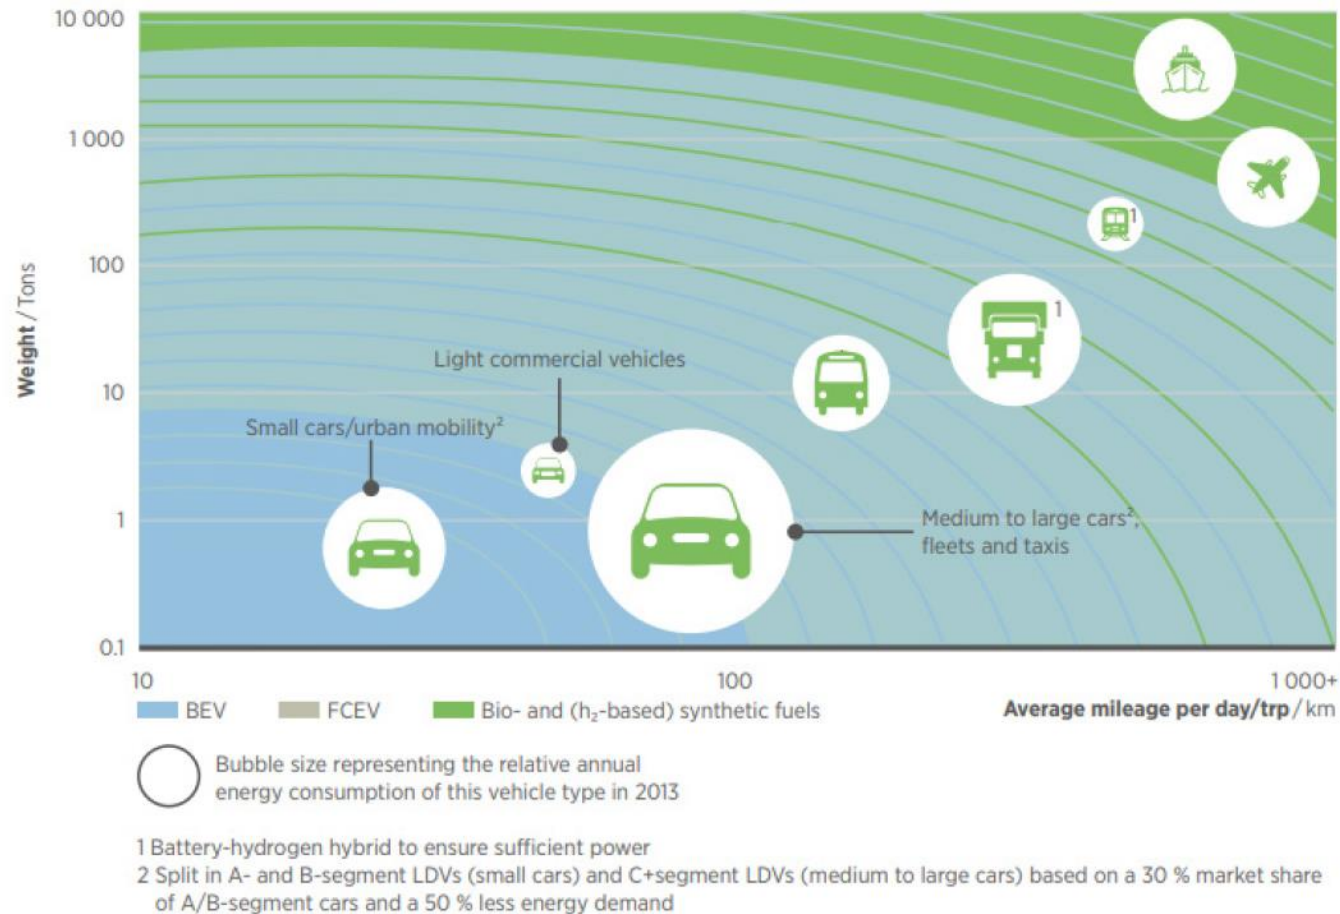 10 000
1 000
100
10
1
0.1
Weight / Tons
Light commercial vehicles
Small cars/urban mobility²
1
1
Medium to large cars²,
fleets and taxis
10
100
1 000+
BEV
FCEV
Bio- and (h₂-based) synthetic fuels
Average mileage per day/trp / km
Bubble size representing the relative annual
energy consumption of this vehicle type in 2013
1 Battery-hydrogen hybrid to ensure sufficient power
2 Split in A- and B-segment LDVs (small cars) and C+segment LDVs (medium to large cars) based on a 30 % market share
of A/B-segment cars and a 50 % less energy demand